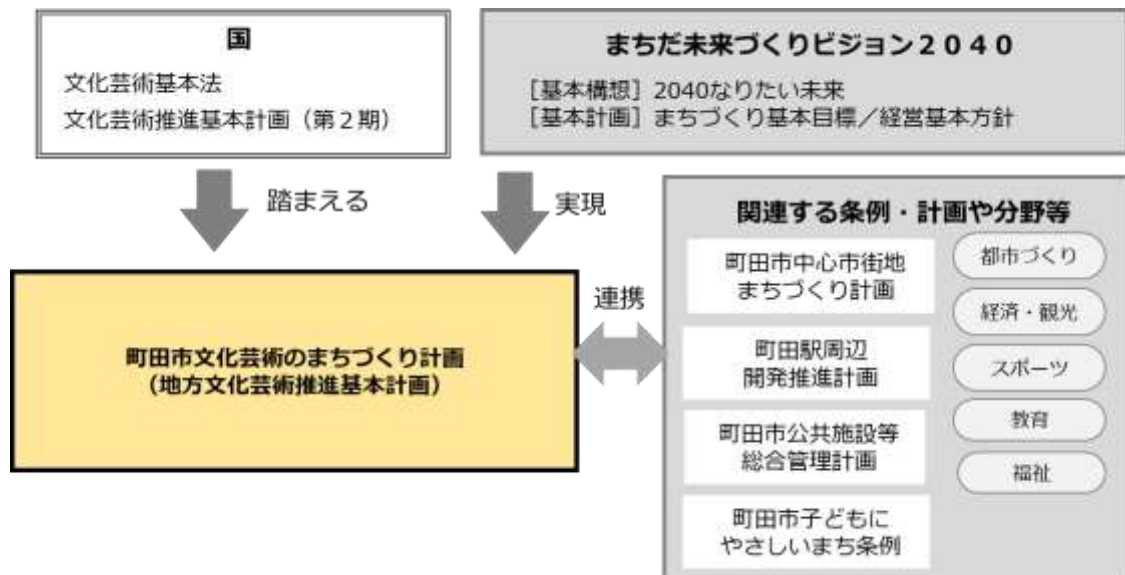 国
文化芸術基本法
文化芸術推進基本計画（第２期）
まちだ未来づくりビジョン２０４０
［基本構想］2040なりたい未来
［基本計画］まちづくり基本目標／経営基本方針
踏まえる
実現
町田市文化芸術のまちづくり計画
（地方文化芸術推進基本計画）
連携
関連する条例・計画や分野等
町田市中心市街地
まちづくり計画
町田駅周辺
開発推進計画
町田市公共施設等
総合管理計画
町田市子どもに
やさしいまち条例
都市づくり
経済・観光
スポーツ
教育
福祉